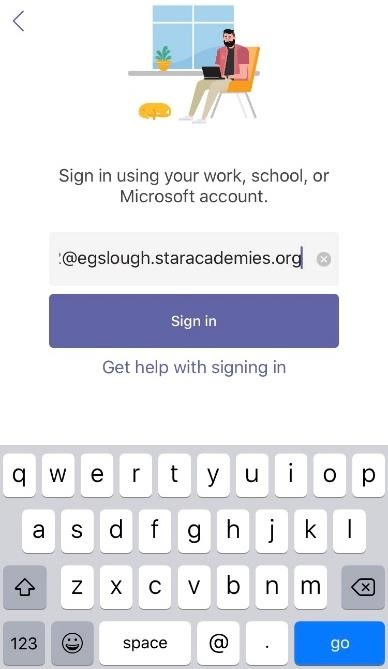 Sign in using your work, school, or
Microsoft account.
@egslough.staracademies.org
Sign in
Get help with signing in
q w e r t y u i o p
a s d f g h j k l
z x c v b n m
123 space @ . go